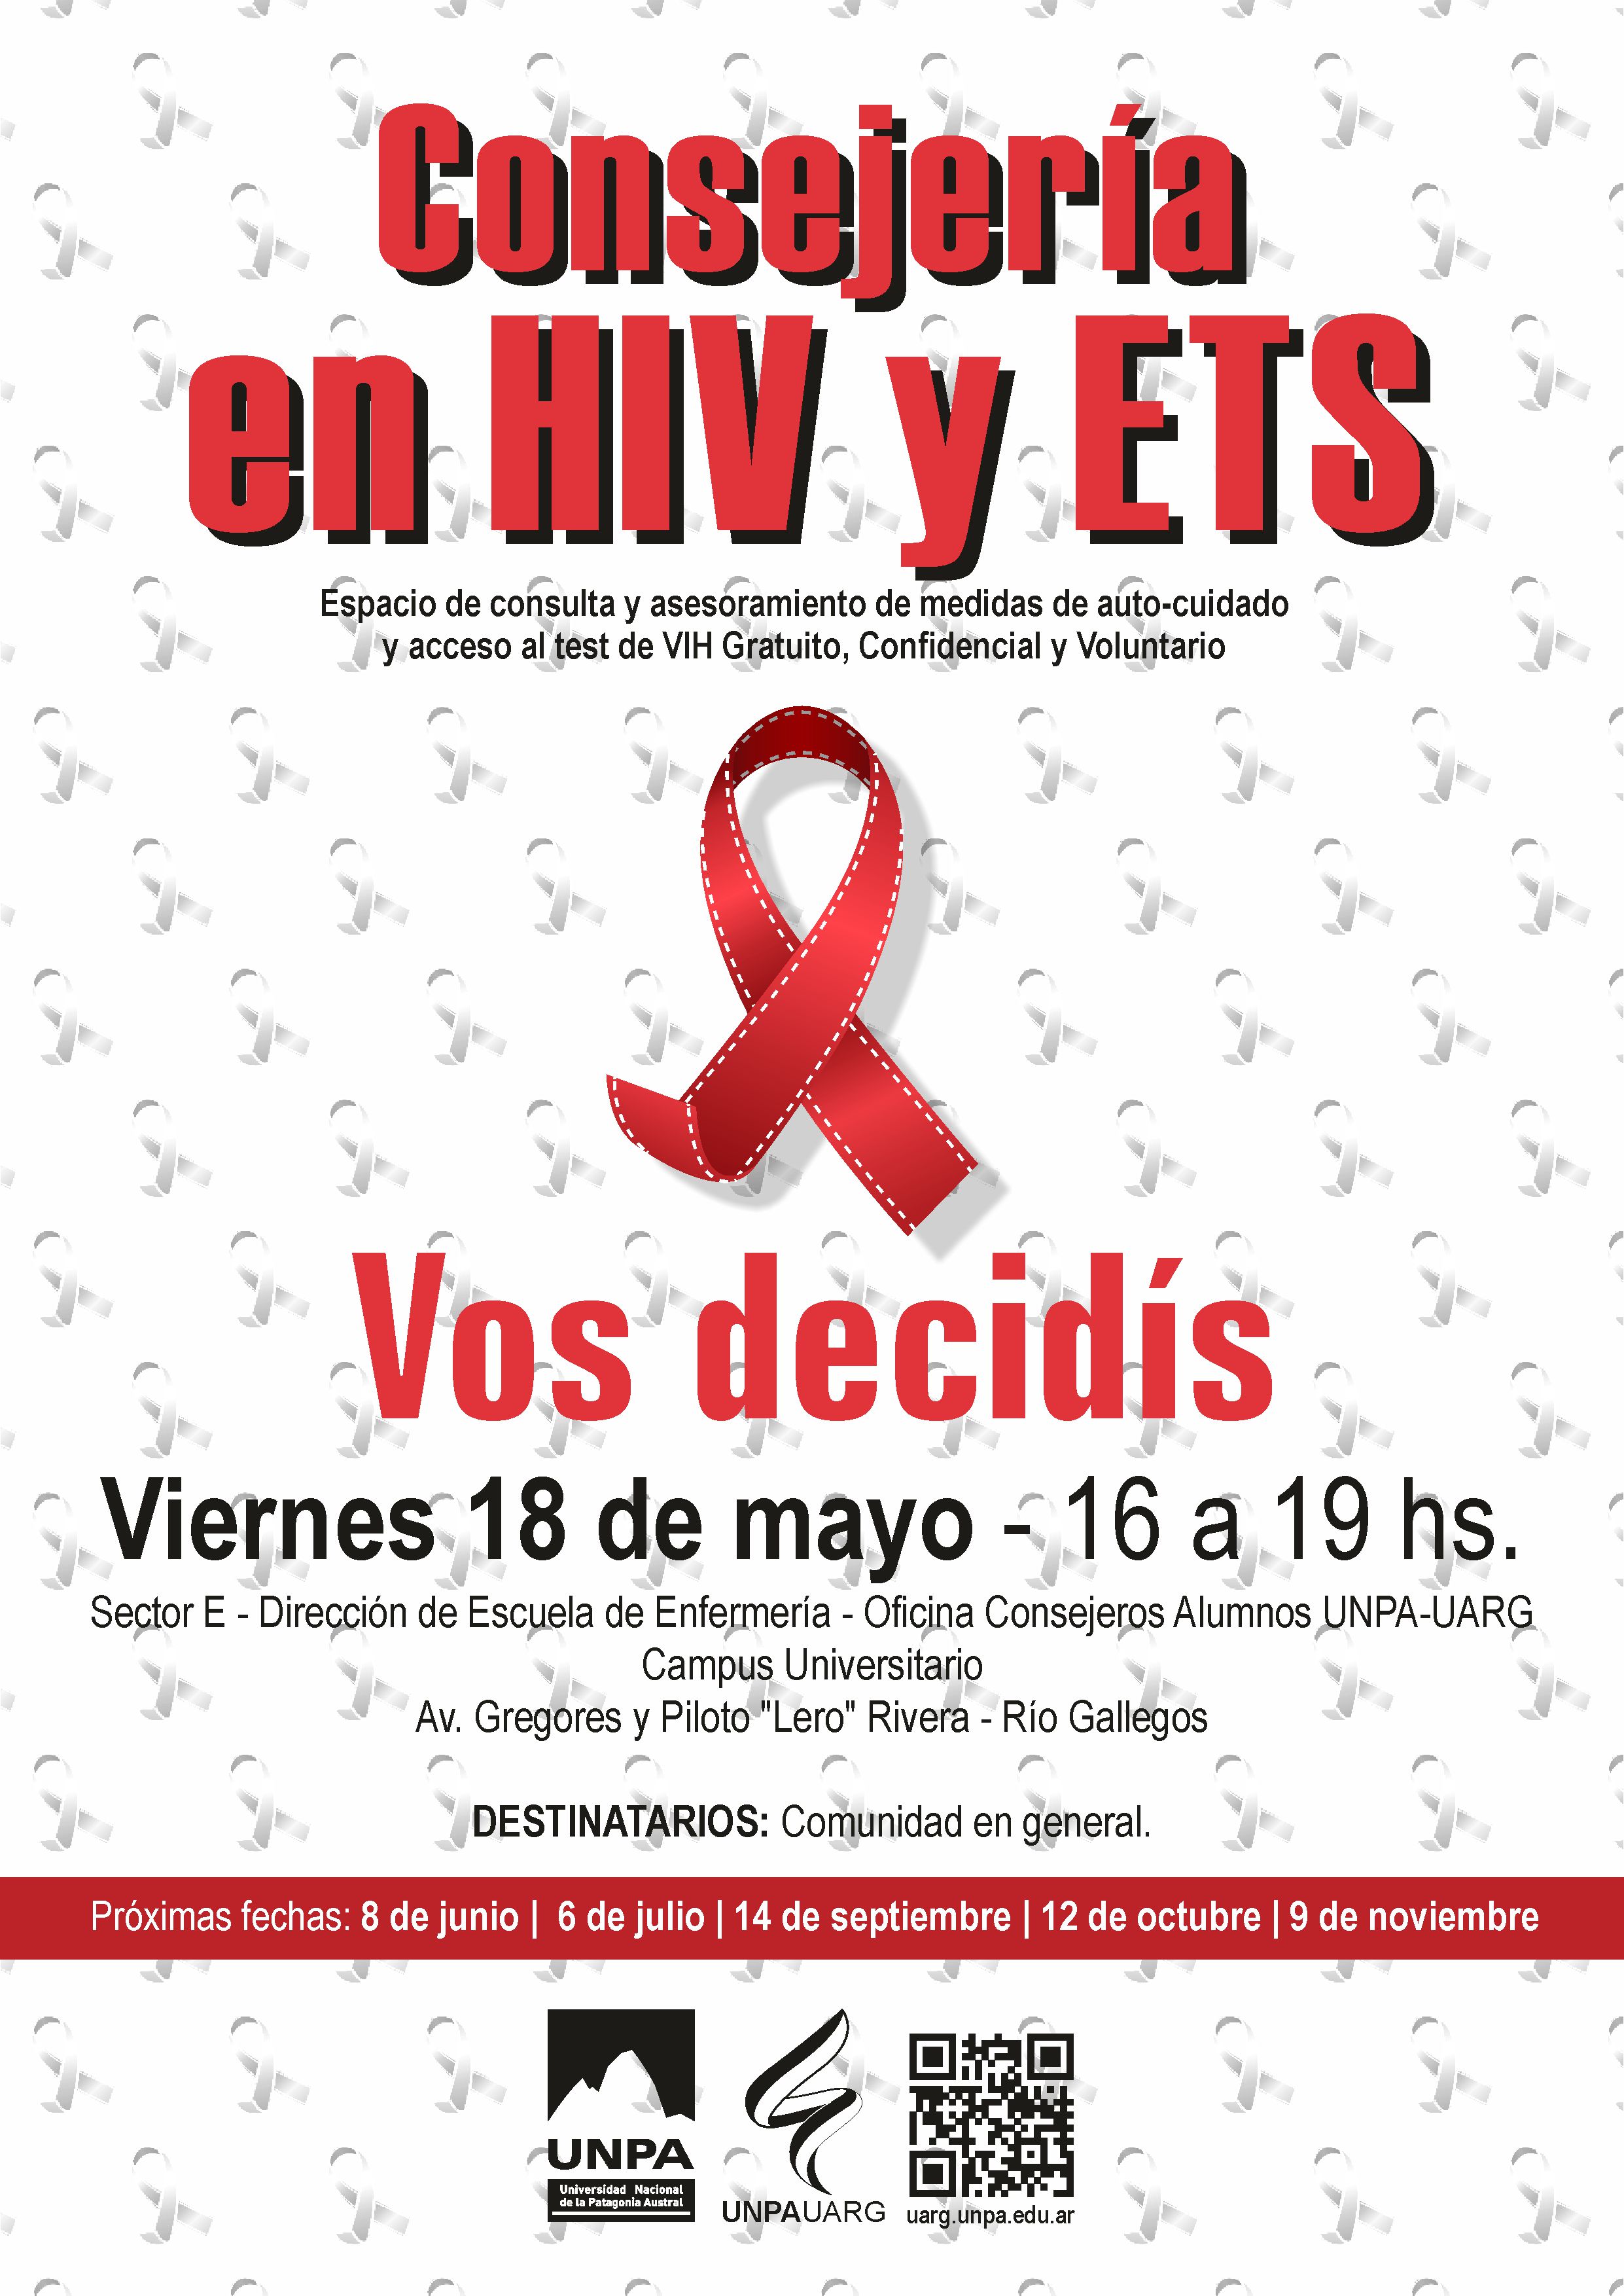 Consejería
en HIV y ETS
Espacio de consulta y asesoramiento de medidas de auto-cuidado
y acceso al test de VIH Gratuito, Confidencial y Voluntario
Vos decidís
Viernes 18 de mayo - 16 a 19 hs.
Sector E - Dirección de Escuela de Enfermería - Oficina Consejeros Alumnos UNPA-UARG
Campus Universitario
Av. Gregores y Piloto "Lero" Rivera - Río Gallegos
DESTINATARIOS: Comunidad en general.
Próximas fechas: 8 de junio | 6 de julio | 14 de septiembre | 12 de octubre | 9 de noviembre
UNPA
Universidad Nacional
de la Patagonia Austral
UNPAUARG
uarg.unpa.edu.ar